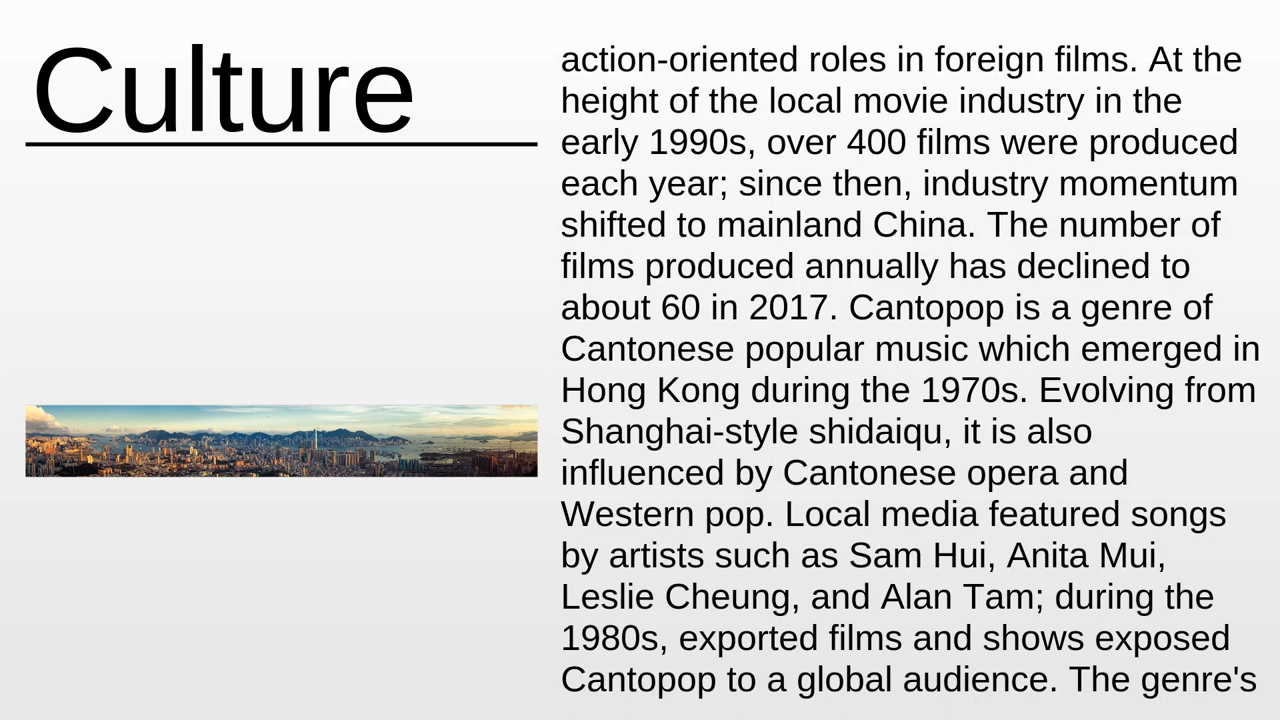 Culture
action-oriented roles in foreign films. At the
height of the local movie industry in the
early 1990s, over 400 films were produced
each year; since then, industry momentum
shifted to mainland China. The number of
films produced annually has declined to
about 60 in 2017. Cantopop is a genre of
Cantonese popular music which emerged in
Hong Kong during the 1970s. Evolving from
Shanghai-style shidaiqu, it is also
influenced by Cantonese opera and
Western pop. Local media featured songs
by artists such as Sam Hui, Anita Mui,
Leslie Cheung, and Alan Tam; during the
1980s, exported films and shows exposed
Cantopop to a global audience. The genre's